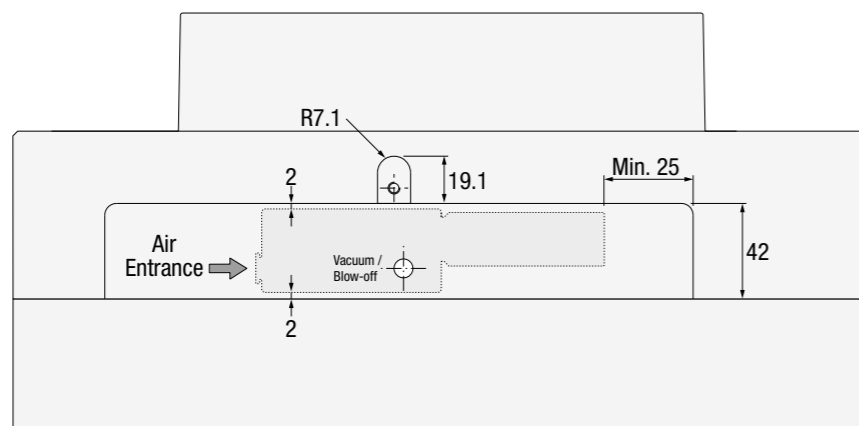 R7.1
2
19.1
Min. 25
Air
Entrance
Vacuum /
Blow-off
42
2